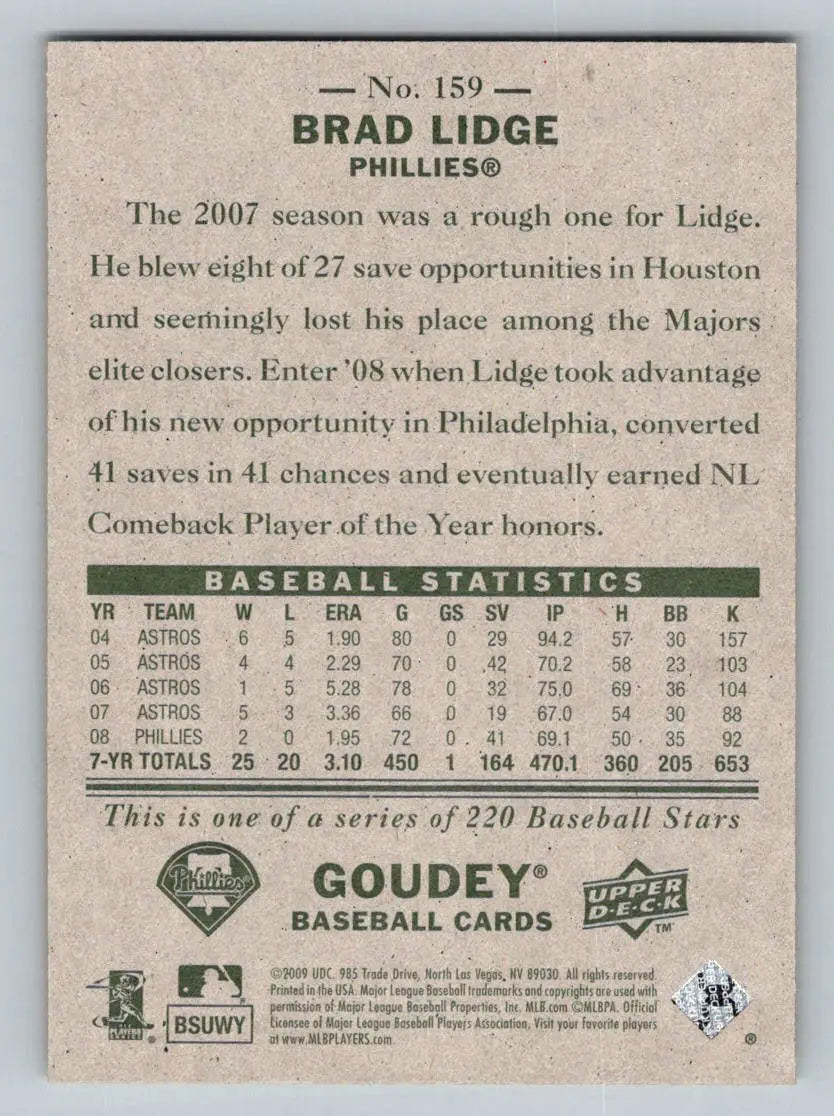 — No. 159 —
BRAD LIDGE
PHILLIES®
The 2007 season was a rough one for Lidge.
He blew eight of 27 save opportunities in Houston
and seemingly lost his place among the Majors
elite closers. Enter '08 when Lidge took advantage
of his new opportunity in Philadelphia, converted
41 saves in 41 chances and eventually earned NL
Comeback Player of the Year honors.
BASEBALL STATISTICS
YR TEAM W L ERA G GS SV IP H BB K
04 ASTROS 6 5 1.90 80 0 29 94.2 57 30 157
05 ASTROS 4 4 2.29 70 0 42 70.2 58 23 103
06 ASTROS 1 5 5.28 78 0 32 75.0 69 36 104
07 ASTROS 5 3 3.36 66 0 19 67.0 54 30 88
08 PHILLIES 2 0 1.95 72 0 41 69.1 50 35 92
7-YR TOTALS 25 20 3.10 450 1 164 470.1 360 205 653
This is one of a series of 220 Baseball Stars
Phillies
GOUDEY®
BASEBALL CARDS
UPPER
D·E·C·K
TM
BSUWY
©2009 UDC. 985 Trade Drive, North Las Vegas, NV 89030. All rights reserved.
Printed in the USA. Major League Baseball trademarks and copyrights are used with
permission of Major League Baseball Properties, Inc. MLB.com ©MLBPA. Official
Licensee of Major League Baseball Players Association. Visit your favorite players
at www.MLBPLAYERS.com.
®